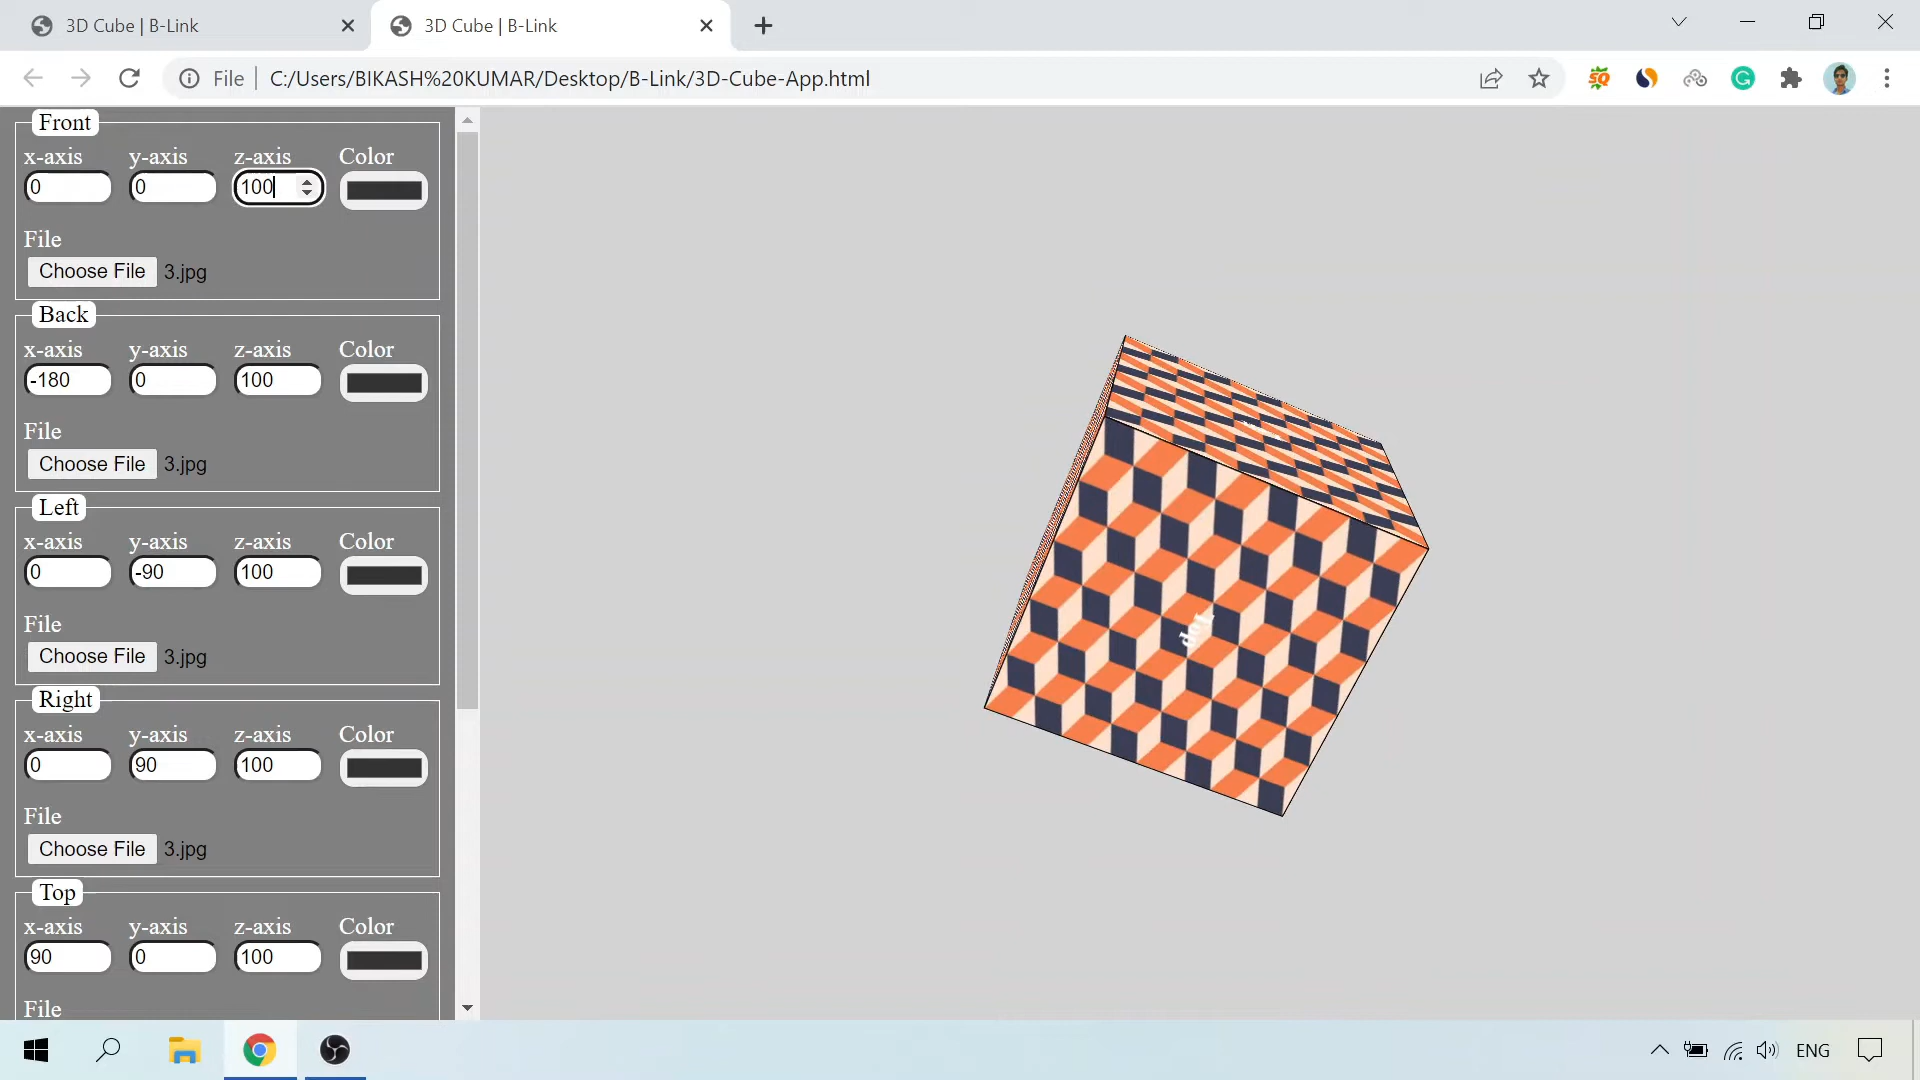 3D Cube | B-Link
3D Cube | B-Link
File
C:/Users/BIKASH%20KUMAR/Desktop/B-Link/3D-Cube-App.html
Front
x-axis y-axis z-axis Color
0 0 100
File
Choose File 3.jpg
Back
x-axis y-axis z-axis Color
-180 0 100
File
Choose File 3.jpg
Left
x-axis y-axis z-axis Color
0 -90 100
File
Choose File 3.jpg
Right
x-axis y-axis z-axis Color
0 90 100
File
Choose File 3.jpg
Top
x-axis y-axis z-axis Color
90 0 100
File
Top
ENG